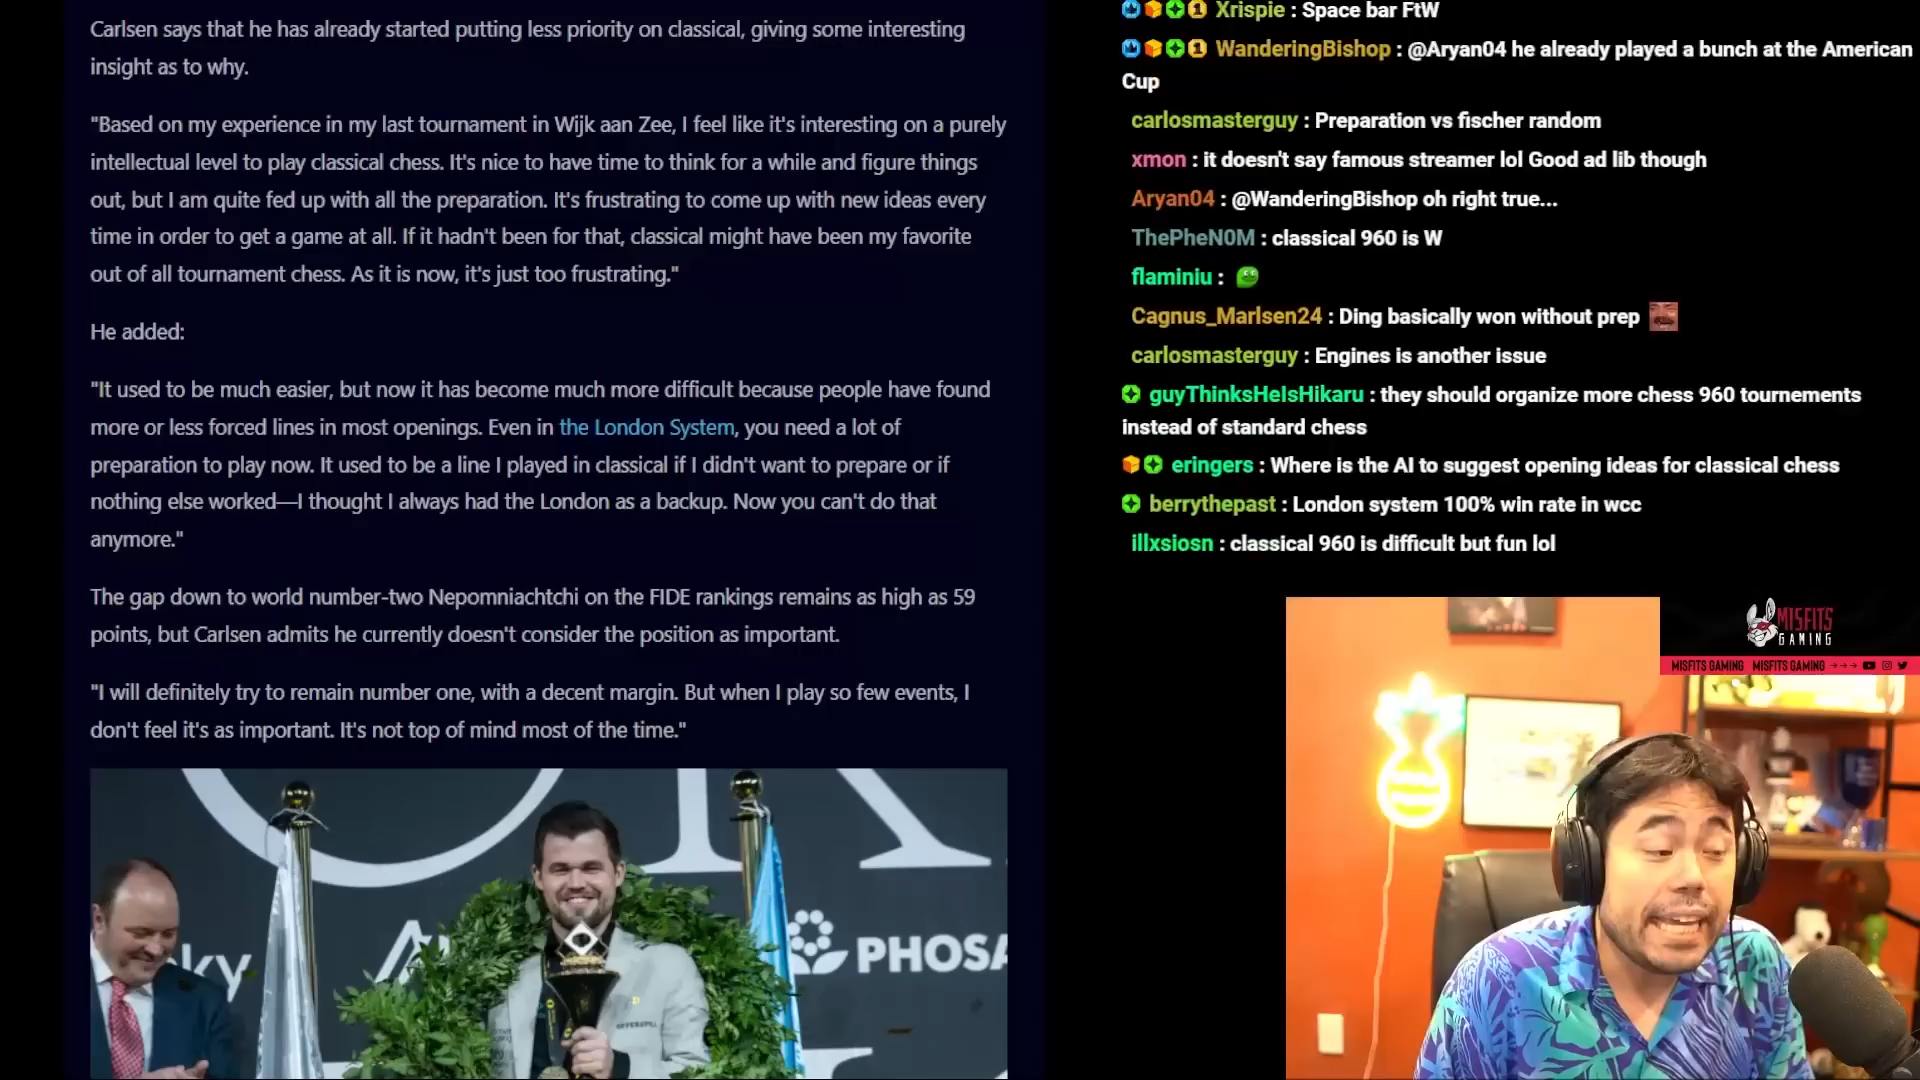 Carlsen says that he has already started putting less priority on classical, giving some interesting
insight as to why.
"Based on my experience in my last tournament in Wijk aan Zee, I feel like it's interesting on a purely
intellectual level to play classical chess. It's nice to have time to think for a while and figure things
out, but I am quite fed up with all the preparation. It's frustrating to come up with new ideas every
time in order to get a game at all. If it hadn't been for that, classical might have been my favorite
out of all tournament chess. As it is now, it's just too frustrating."
He added:
"It used to be much easier, but now it has become much more difficult because people have found
more or less forced lines in most openings. Even in the London System, you need a lot of
preparation to play now. It used to be a line I played in classical if I didn't want to prepare or if
nothing else worked—I thought I always had the London as a backup. Now you can't do that
anymore."
The gap down to world number-two Nepomniachtchi on the FIDE rankings remains as high as 59
points, but Carlsen admits he currently doesn't consider the position as important.
"I will definitely try to remain number one, with a decent margin. But when I play so few events, I
don't feel it's as important. It's not top of mind most of the time."
PHOSA
Xrispie : Space bar FtW
WanderingBishop : @Aryan04 he already played a bunch at the American
Cup
carlosmasterguy : Preparation vs fischer random
xmon : it doesn't say famous streamer lol Good ad lib though
Aryan04 : @WanderingBishop oh right true...
ThePheN0M : classical 960 is W
flaminiu :
Cagnus_Marlsen24 : Ding basically won without prep
carlosmasterguy : Engines is another issue
guyThinksHeIsHikaru : they should organize more chess 960 tournements
instead of standard chess
eringers : Where is the AI to suggest opening ideas for classical chess
berrythepast : London system 100% win rate in wcc
illxsiosn : classical 960 is difficult but fun lol
MISFITS
GAMING
MISFITS GAMING MISFITS GAMING